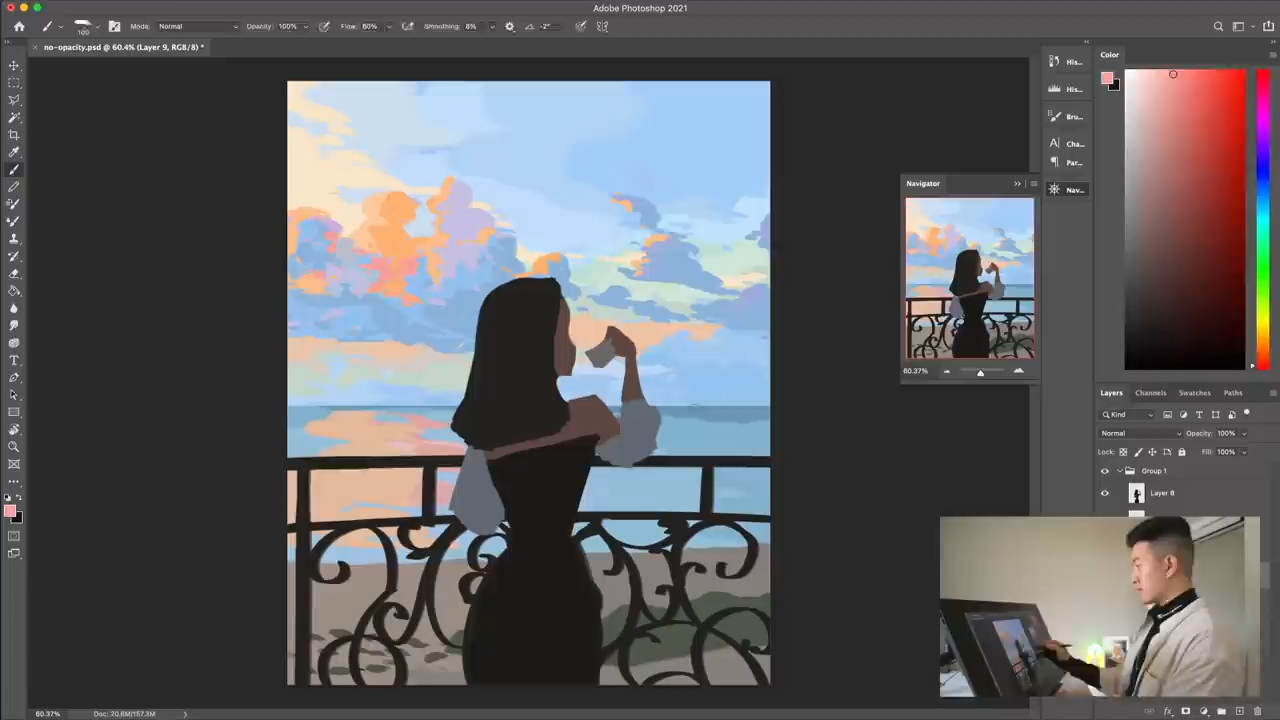 Adobe Photoshop 2021
100
Mode: Normal
Opacity: 100%
Flow: 60%
Smoothing: 8%
-2°
no-opacity.psd @ 60.4% (Layer 9, RGB/8) *
His...
His...
Bru...
Cha...
Par...
Nav...
Color
Navigator
60.37%
Layers
Channels
Swatches
Paths
Kind
Normal
Opacity: 100%
Lock:
Fill: 100%
Group 1
Layer 8
60.37%
Doc: 20.6M/157.3M